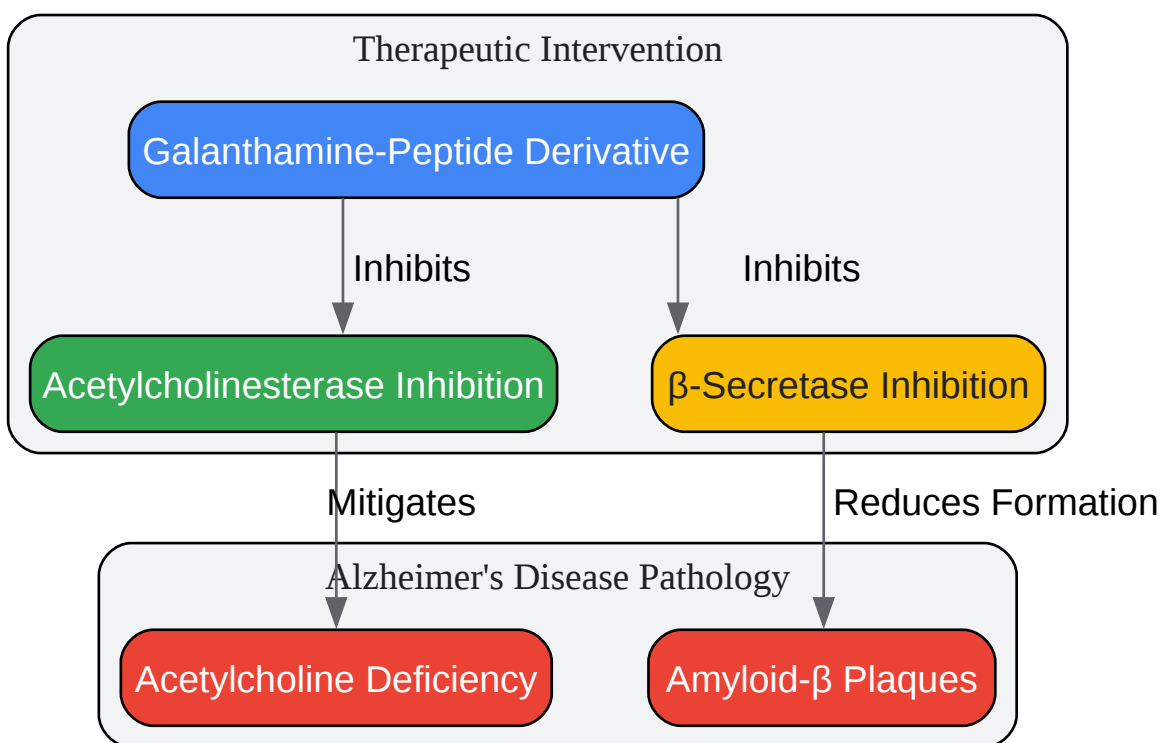 Therapeutic Intervention
Galanthamine-Peptide Derivative
Inhibits
Inhibits
Acetylcholinesterase Inhibition
β-Secretase Inhibition
Mitigates
Reduces Formation
Alzheimer's Disease Pathology
Acetylcholine Deficiency
Amyloid-β Plaques